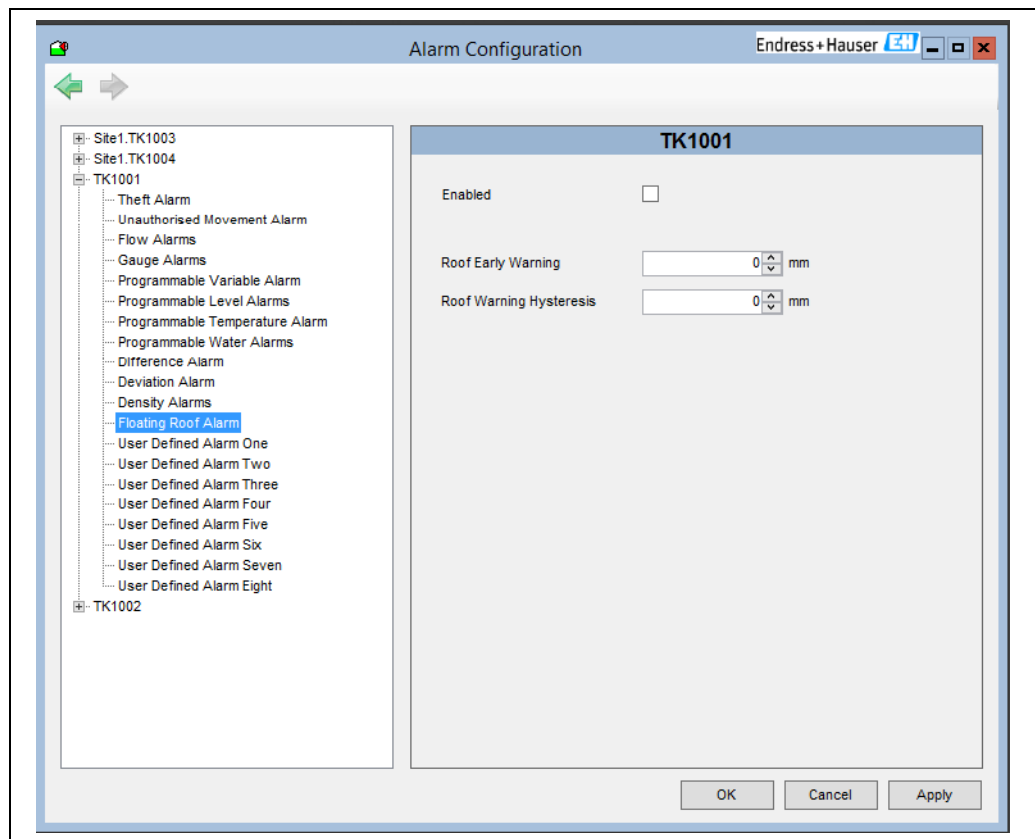 Alarm Configuration
Endress+Hauser EH
Site1.TK1003
Site1.TK1004
TK1001
Theft Alarm
Unauthorised Movement Alarm
Flow Alarms
Gauge Alarms
Programmable Variable Alarm
Programmable Level Alarms
Programmable Temperature Alarm
Programmable Water Alarms
Difference Alarm
Deviation Alarm
Density Alarms
Floating Roof Alarm
User Defined Alarm One
User Defined Alarm Two
User Defined Alarm Three
User Defined Alarm Four
User Defined Alarm Five
User Defined Alarm Six
User Defined Alarm Seven
User Defined Alarm Eight
TK1002
TK1001
Enabled
Roof Early Warning 0 mm
Roof Warning Hysteresis 0 mm
OK Cancel Apply